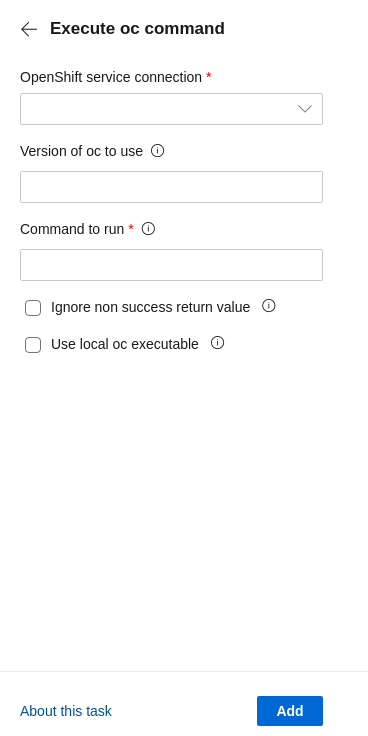 Execute oc command
OpenShift service connection *
Version of oc to use
Command to run *
Ignore non success return value
Use local oc executable
About this task
Add